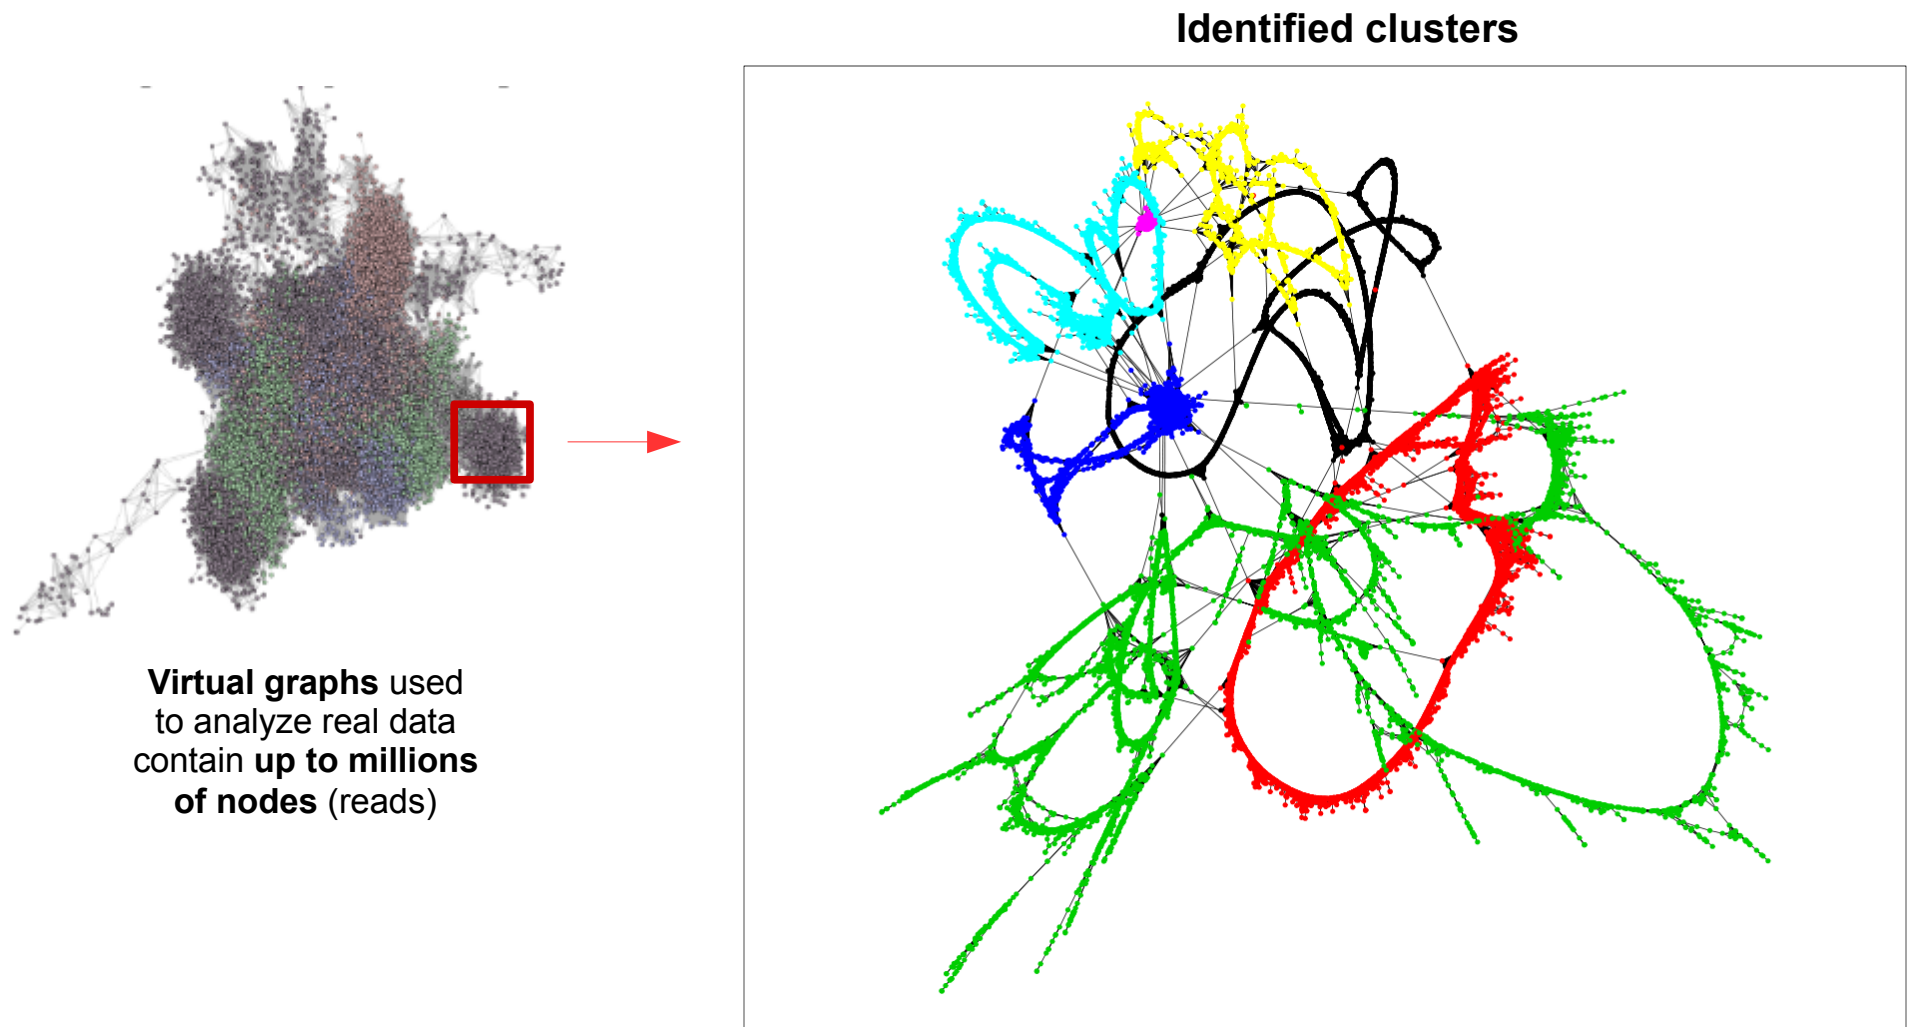 Identified clusters
Virtual graphs used
to analyze real data
contain up to millions
of nodes (reads)